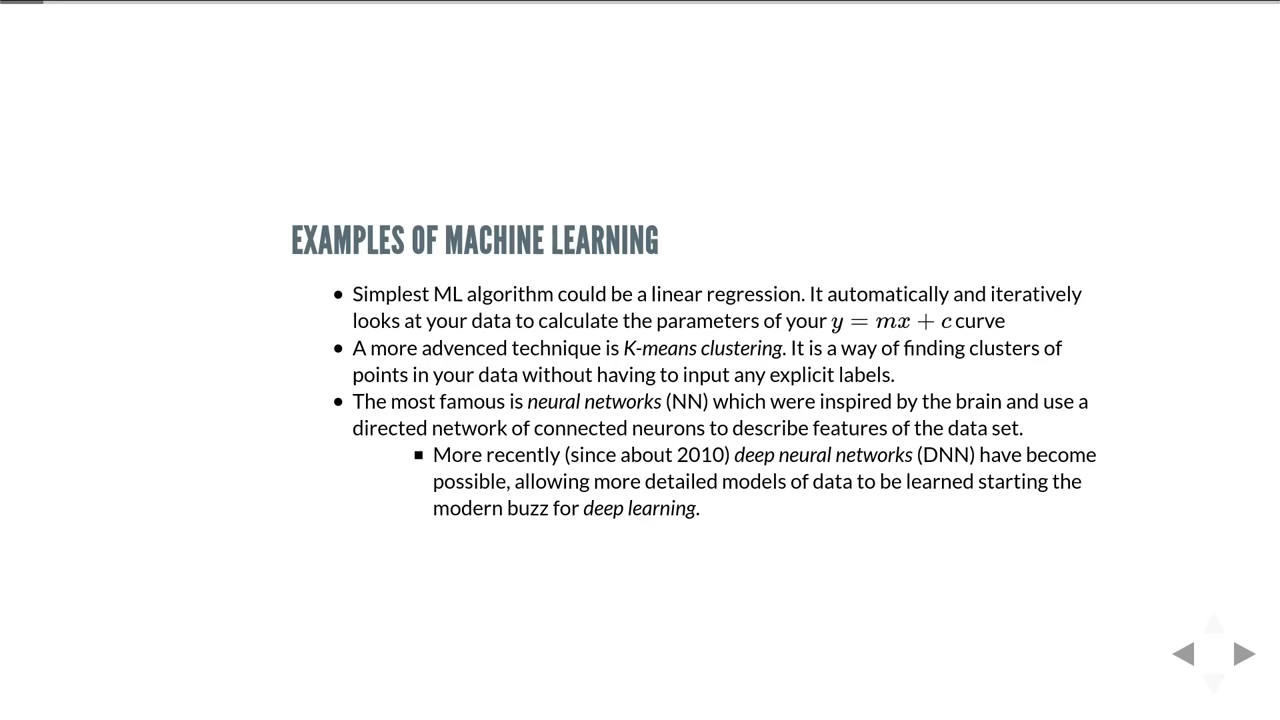 EXAMPLES OF MACHINE LEARNING
• Simplest ML algorithm could be a linear regression. It automatically and iteratively
looks at your data to calculate the parameters of your y = mx + c curve
• A more advenced technique is K-means clustering. It is a way of finding clusters of
points in your data without having to input any explicit labels.
• The most famous is neural networks (NN) which were inspired by the brain and use a
directed network of connected neurons to describe features of the data set.
▪ More recently (since about 2010) deep neural networks (DNN) have become
possible, allowing more detailed models of data to be learned starting the
modern buzz for deep learning.